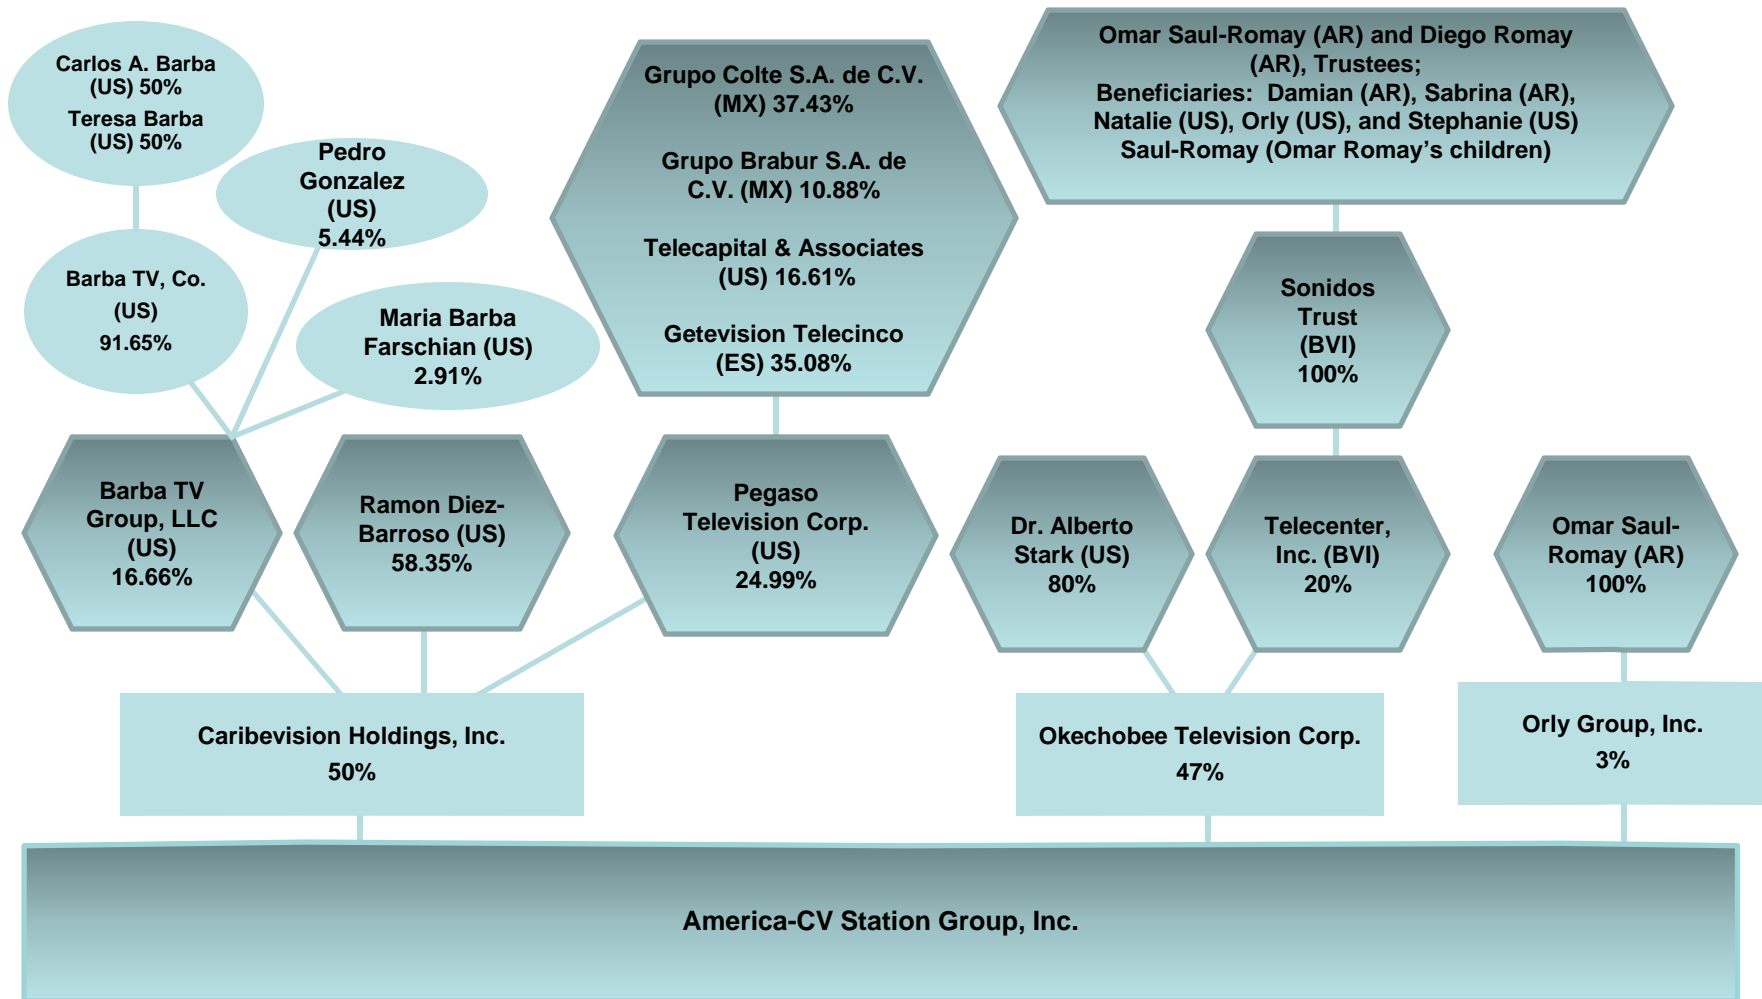 Carlos A. Barba
(US) 50%
Teresa Barba
(US) 50%
Pedro
Gonzalez
(US)
5.44%
Barba TV, Co.
(US)
91.65%
Maria Barba
Farschian (US)
2.91%
Grupo Colte S.A. de C.V.
(MX) 37.43%
Grupo Brabur S.A. de
C.V. (MX) 10.88%
Telecapital & Associates
(US) 16.61%
Getevision Telecinco
(ES) 35.08%
Omar Saul-Romay (AR) and Diego Romay
(AR), Trustees;
Beneficiaries: Damian (AR), Sabrina (AR),
Natalie (US), Orly (US), and Stephanie (US)
Saul-Romay (Omar Romay’s children)
Sonidos
Trust
(BVI)
100%
Barba TV
Group, LLC
(US)
16.66%
Ramon Diez-
Barroso (US)
58.35%
Pegaso
Television Corp.
(US)
24.99%
Dr. Alberto
Stark (US)
80%
Telecenter,
Inc. (BVI)
20%
Omar Saul-
Romay (AR)
100%
Caribevision Holdings, Inc.
50%
Okechobee Television Corp.
47%
Orly Group, Inc.
3%
America-CV Station Group, Inc.